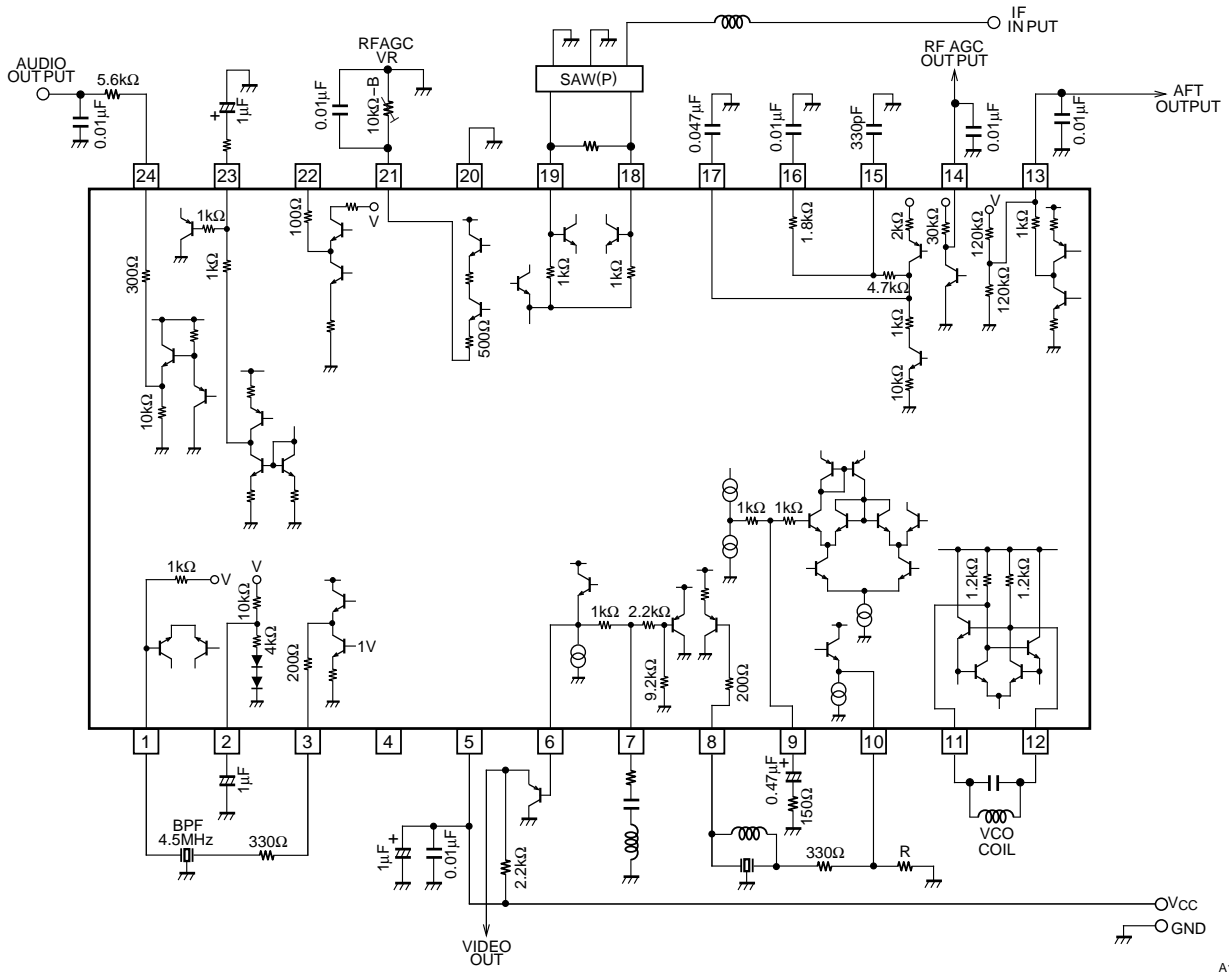 IF
INPUT
RFAGC
VR
RF AGC
OUTPUT
AUDIO
OUTPUT
AFT
OUTPUT
5.6kΩ
0.01µF
+
1µF
0.01µF
10kΩ-B
SAW(P)
0.047µF
0.01µF
330pF
0.01µF
0.01µF
24
23
22
21
20
19
18
17
16
15
14
13
1kΩ
100Ω
V
1.8kΩ
2kΩ
30kΩ
V
120kΩ
1kΩ
300Ω
1kΩ
1kΩ
1kΩ
4.7kΩ
120kΩ
500Ω
1kΩ
10kΩ
10kΩ
1kΩ
1kΩ
1.2kΩ
1.2kΩ
1kΩ
V
V
10kΩ
4kΩ
200Ω
1V
1kΩ
2.2kΩ
9.2kΩ
200Ω
1
2
3
4
5
6
7
8
9
10
11
12
1µF
BPF
4.5MHz
330Ω
1µF
+
0.01µF
2.2kΩ
0.47µF
+
150Ω
330Ω
R
VCO
COIL
VCC
GND
VIDEO
OUT